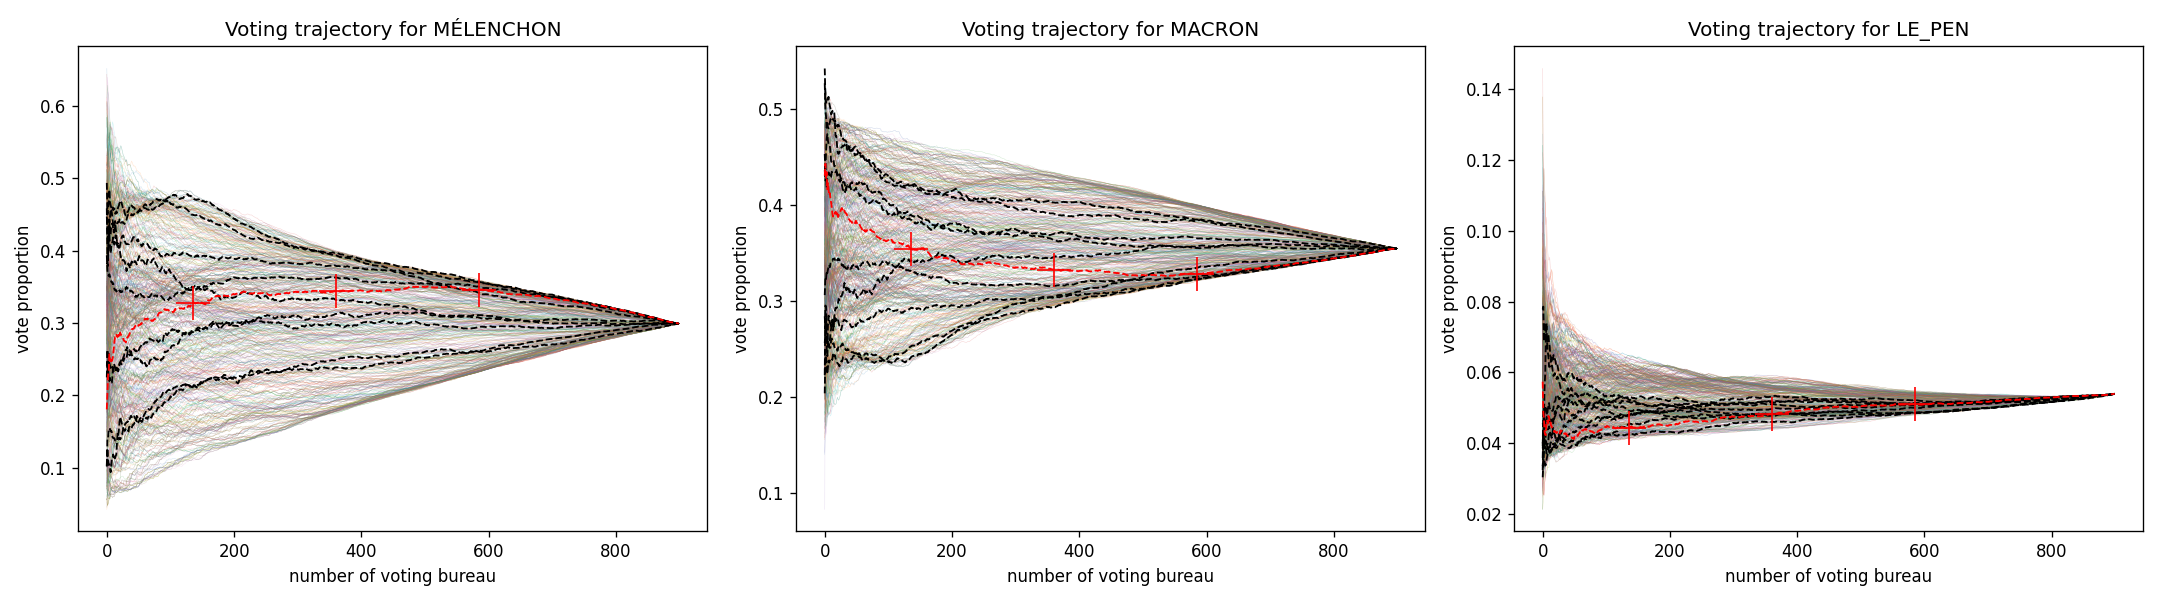 Voting trajectory for MÉLENCHON
vote proportion
0.6
0.5
0.4
0.3
0.2
0.1
0 200 400 600 800
number of voting bureau
Voting trajectory for MACRON
vote proportion
0.5
0.4
0.3
0.2
0.1
0 200 400 600 800
number of voting bureau
Voting trajectory for LE_PEN
vote proportion
0.14
0.12
0.10
0.08
0.06
0.04
0.02
0 200 400 600 800
number of voting bureau